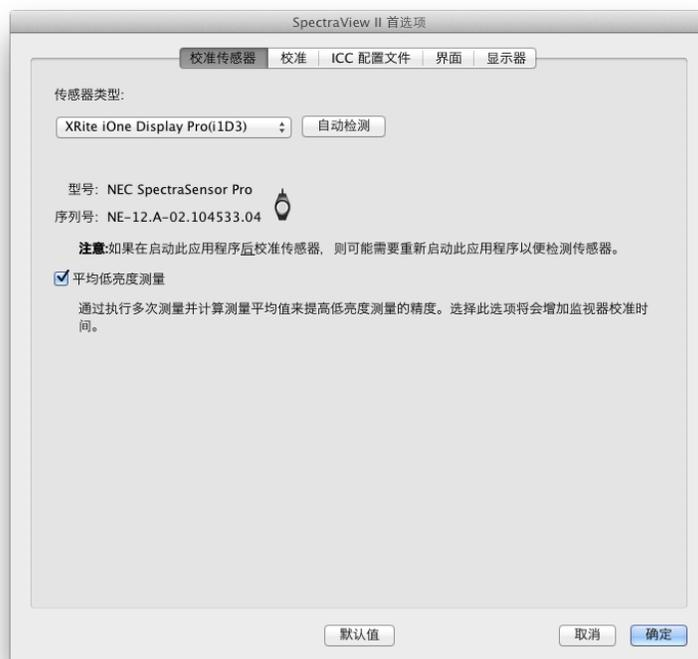 SpectraView II 首选项
校准传感器 校准 ICC 配置文件 界面 显示器
传感器类型:
XRite iOne Display Pro(i1D3) 自动检测
型号: NEC SpectraSensor Pro
序列号: NE-12.A-02.104533.04
注意:如果在启动此应用程序后校准传感器，则可能需要重新启动此应用程序以便检测传感器。
平均低亮度测量
通过执行多次测量并计算测量平均值来提高低亮度测量的精度。选择此选项将会增加监视器校准时
间。
默认值 取消 确定